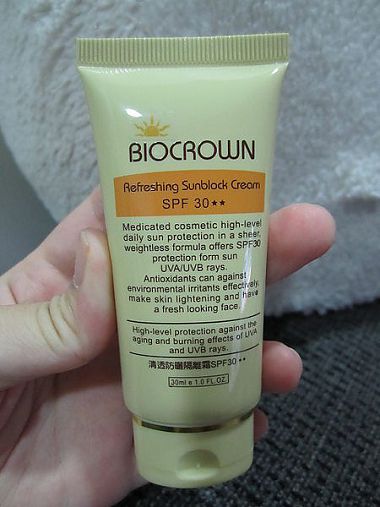 BIOCROWN
Refreshing Sunblock Cream
SPF 30★★
Medicated cosmetic high-level
daily sun protection in a sheer,
weightless formula offers SPF30
protection form sun
UVA/UVB rays.
Antioxidants can against
environmental irritants effectively,
make skin lightening and have
a fresh looking face
High-level protection against the
aging and burning effects of UVA
and UVB rays.
清透防曬隔離霜SPF30★★
30ml e 1.0 FL.OZ.